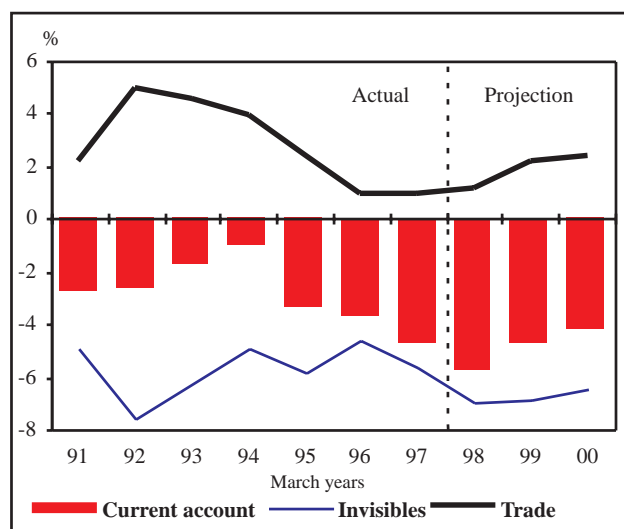 %
6
Actual Projection
4
2
0
-2
-4
-6
-8
91 92 93 94 95 96 97 98 99 00
March years
Current account Invisibles Trade